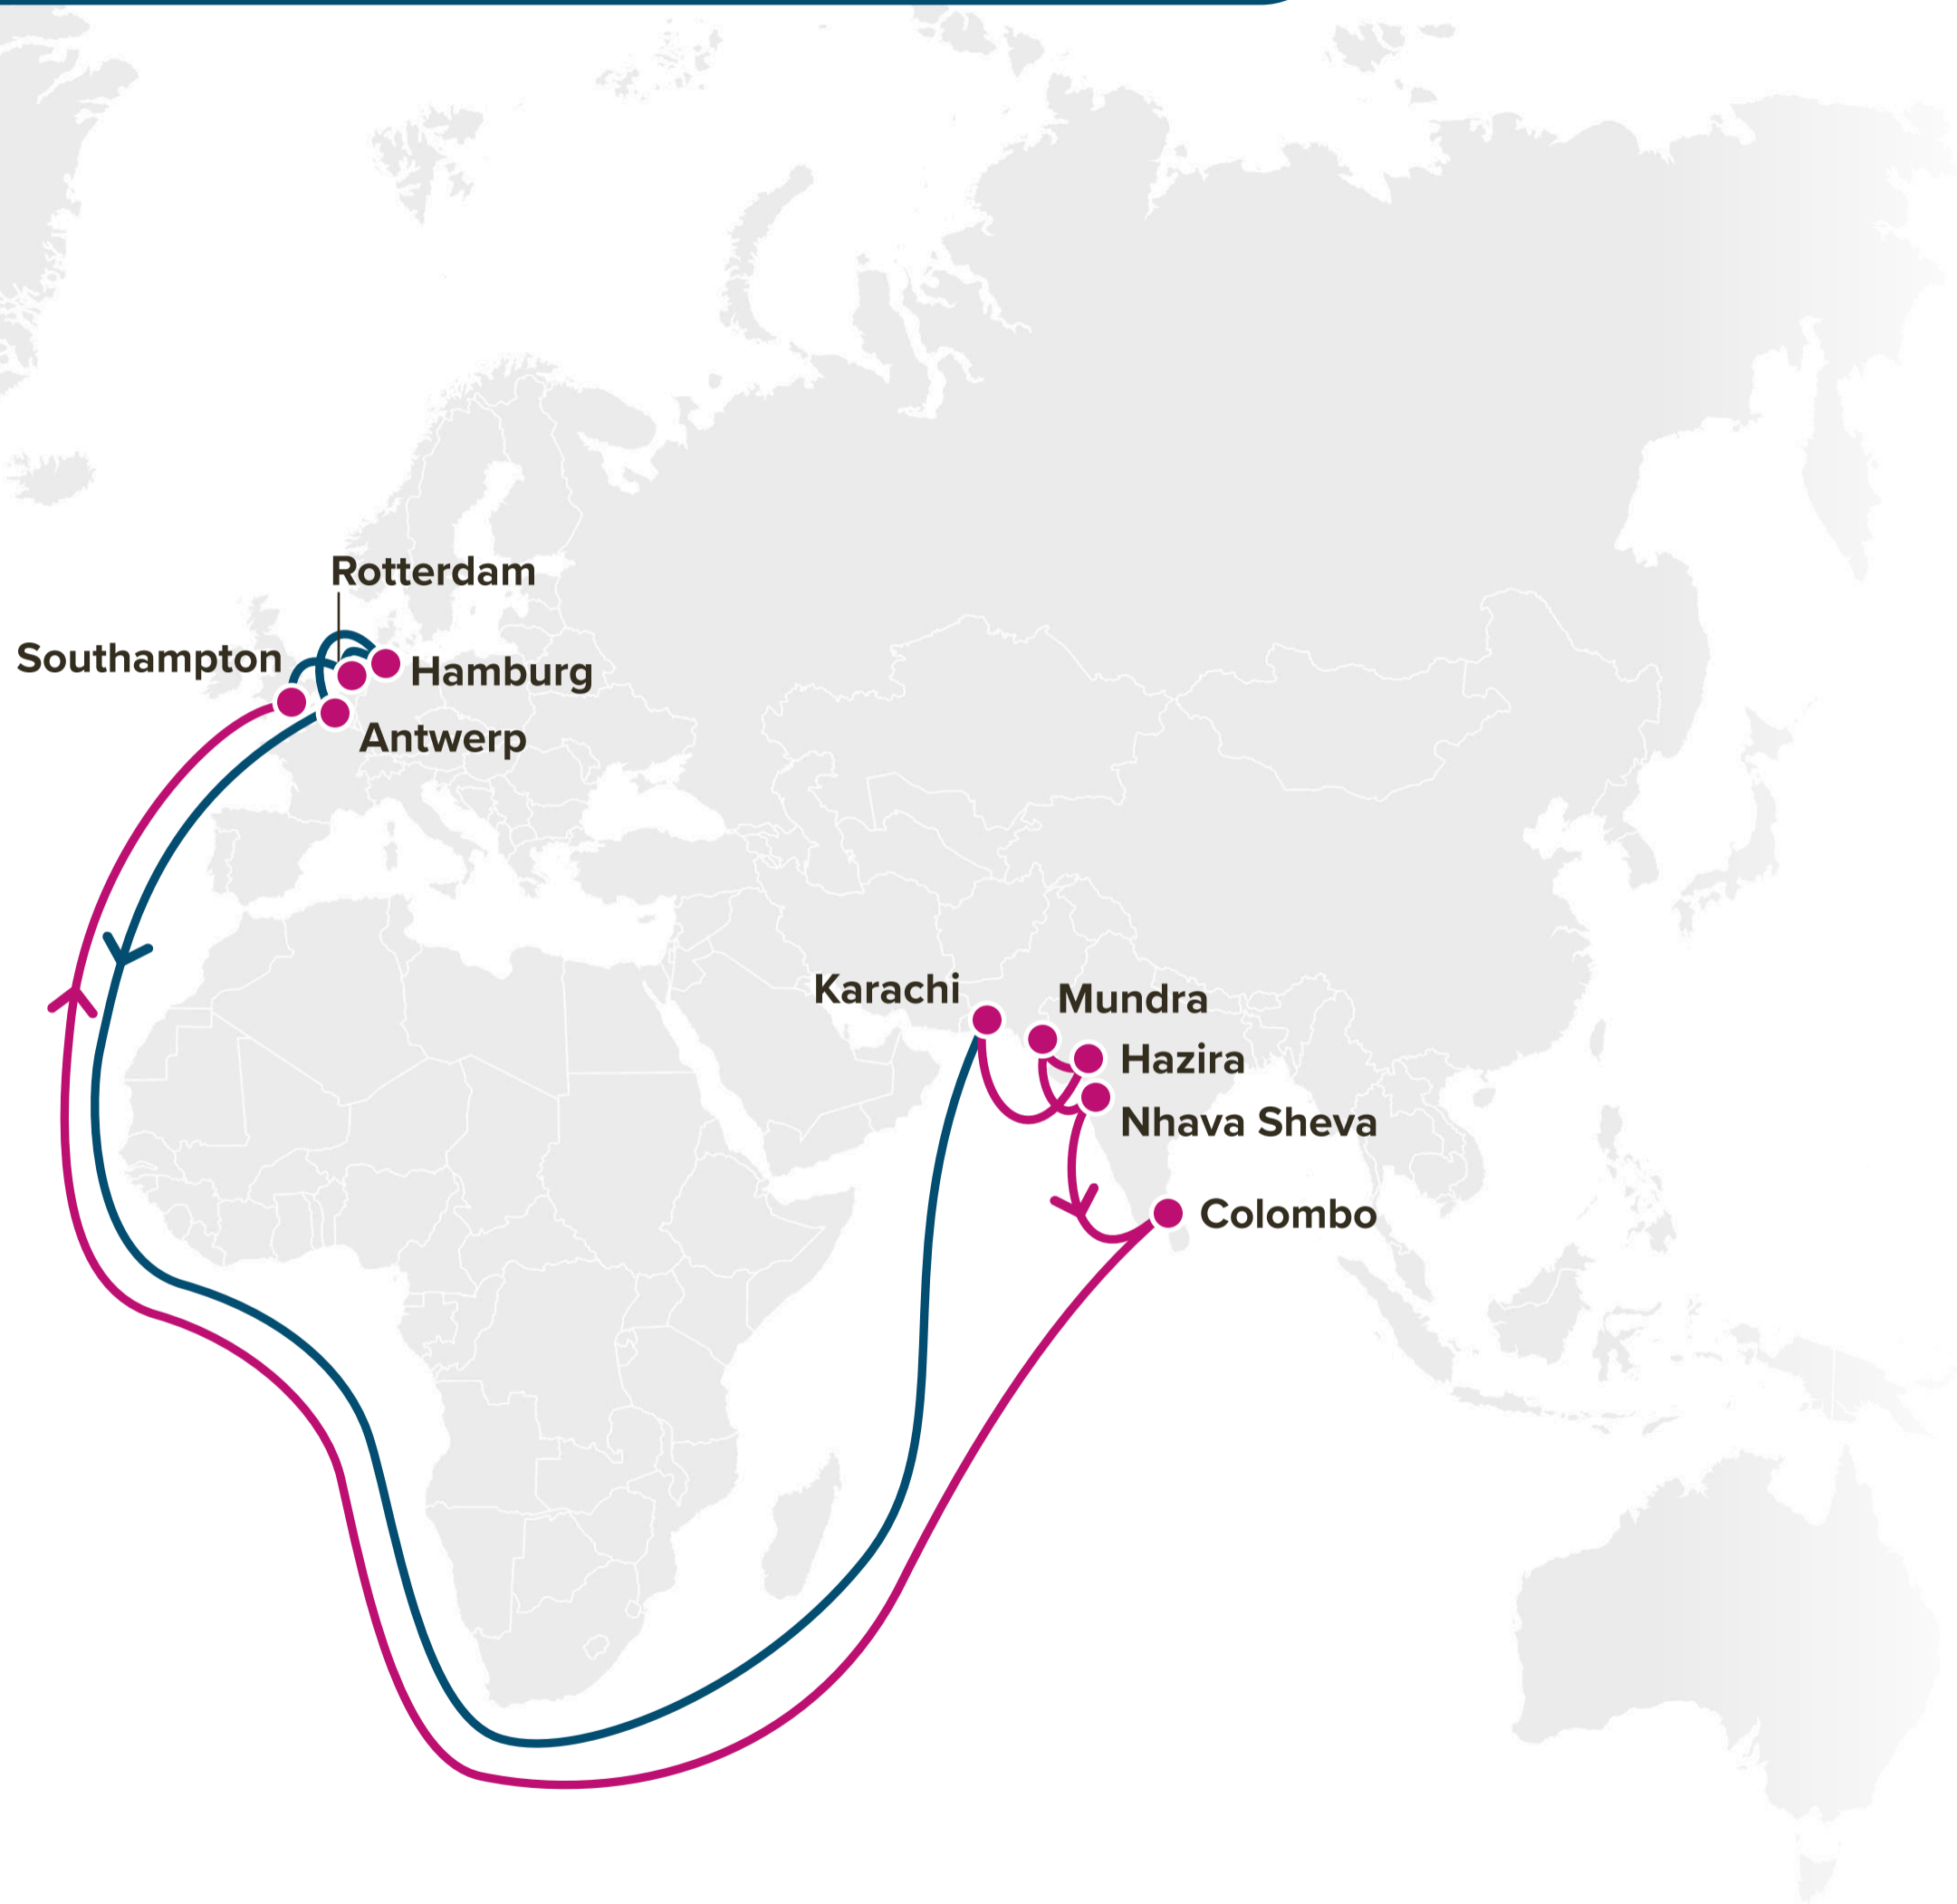 Rotterdam
Southampton
Hamburg
Antwerp
Karachi
Mundra
Hazira
Nhava Sheva
Colombo